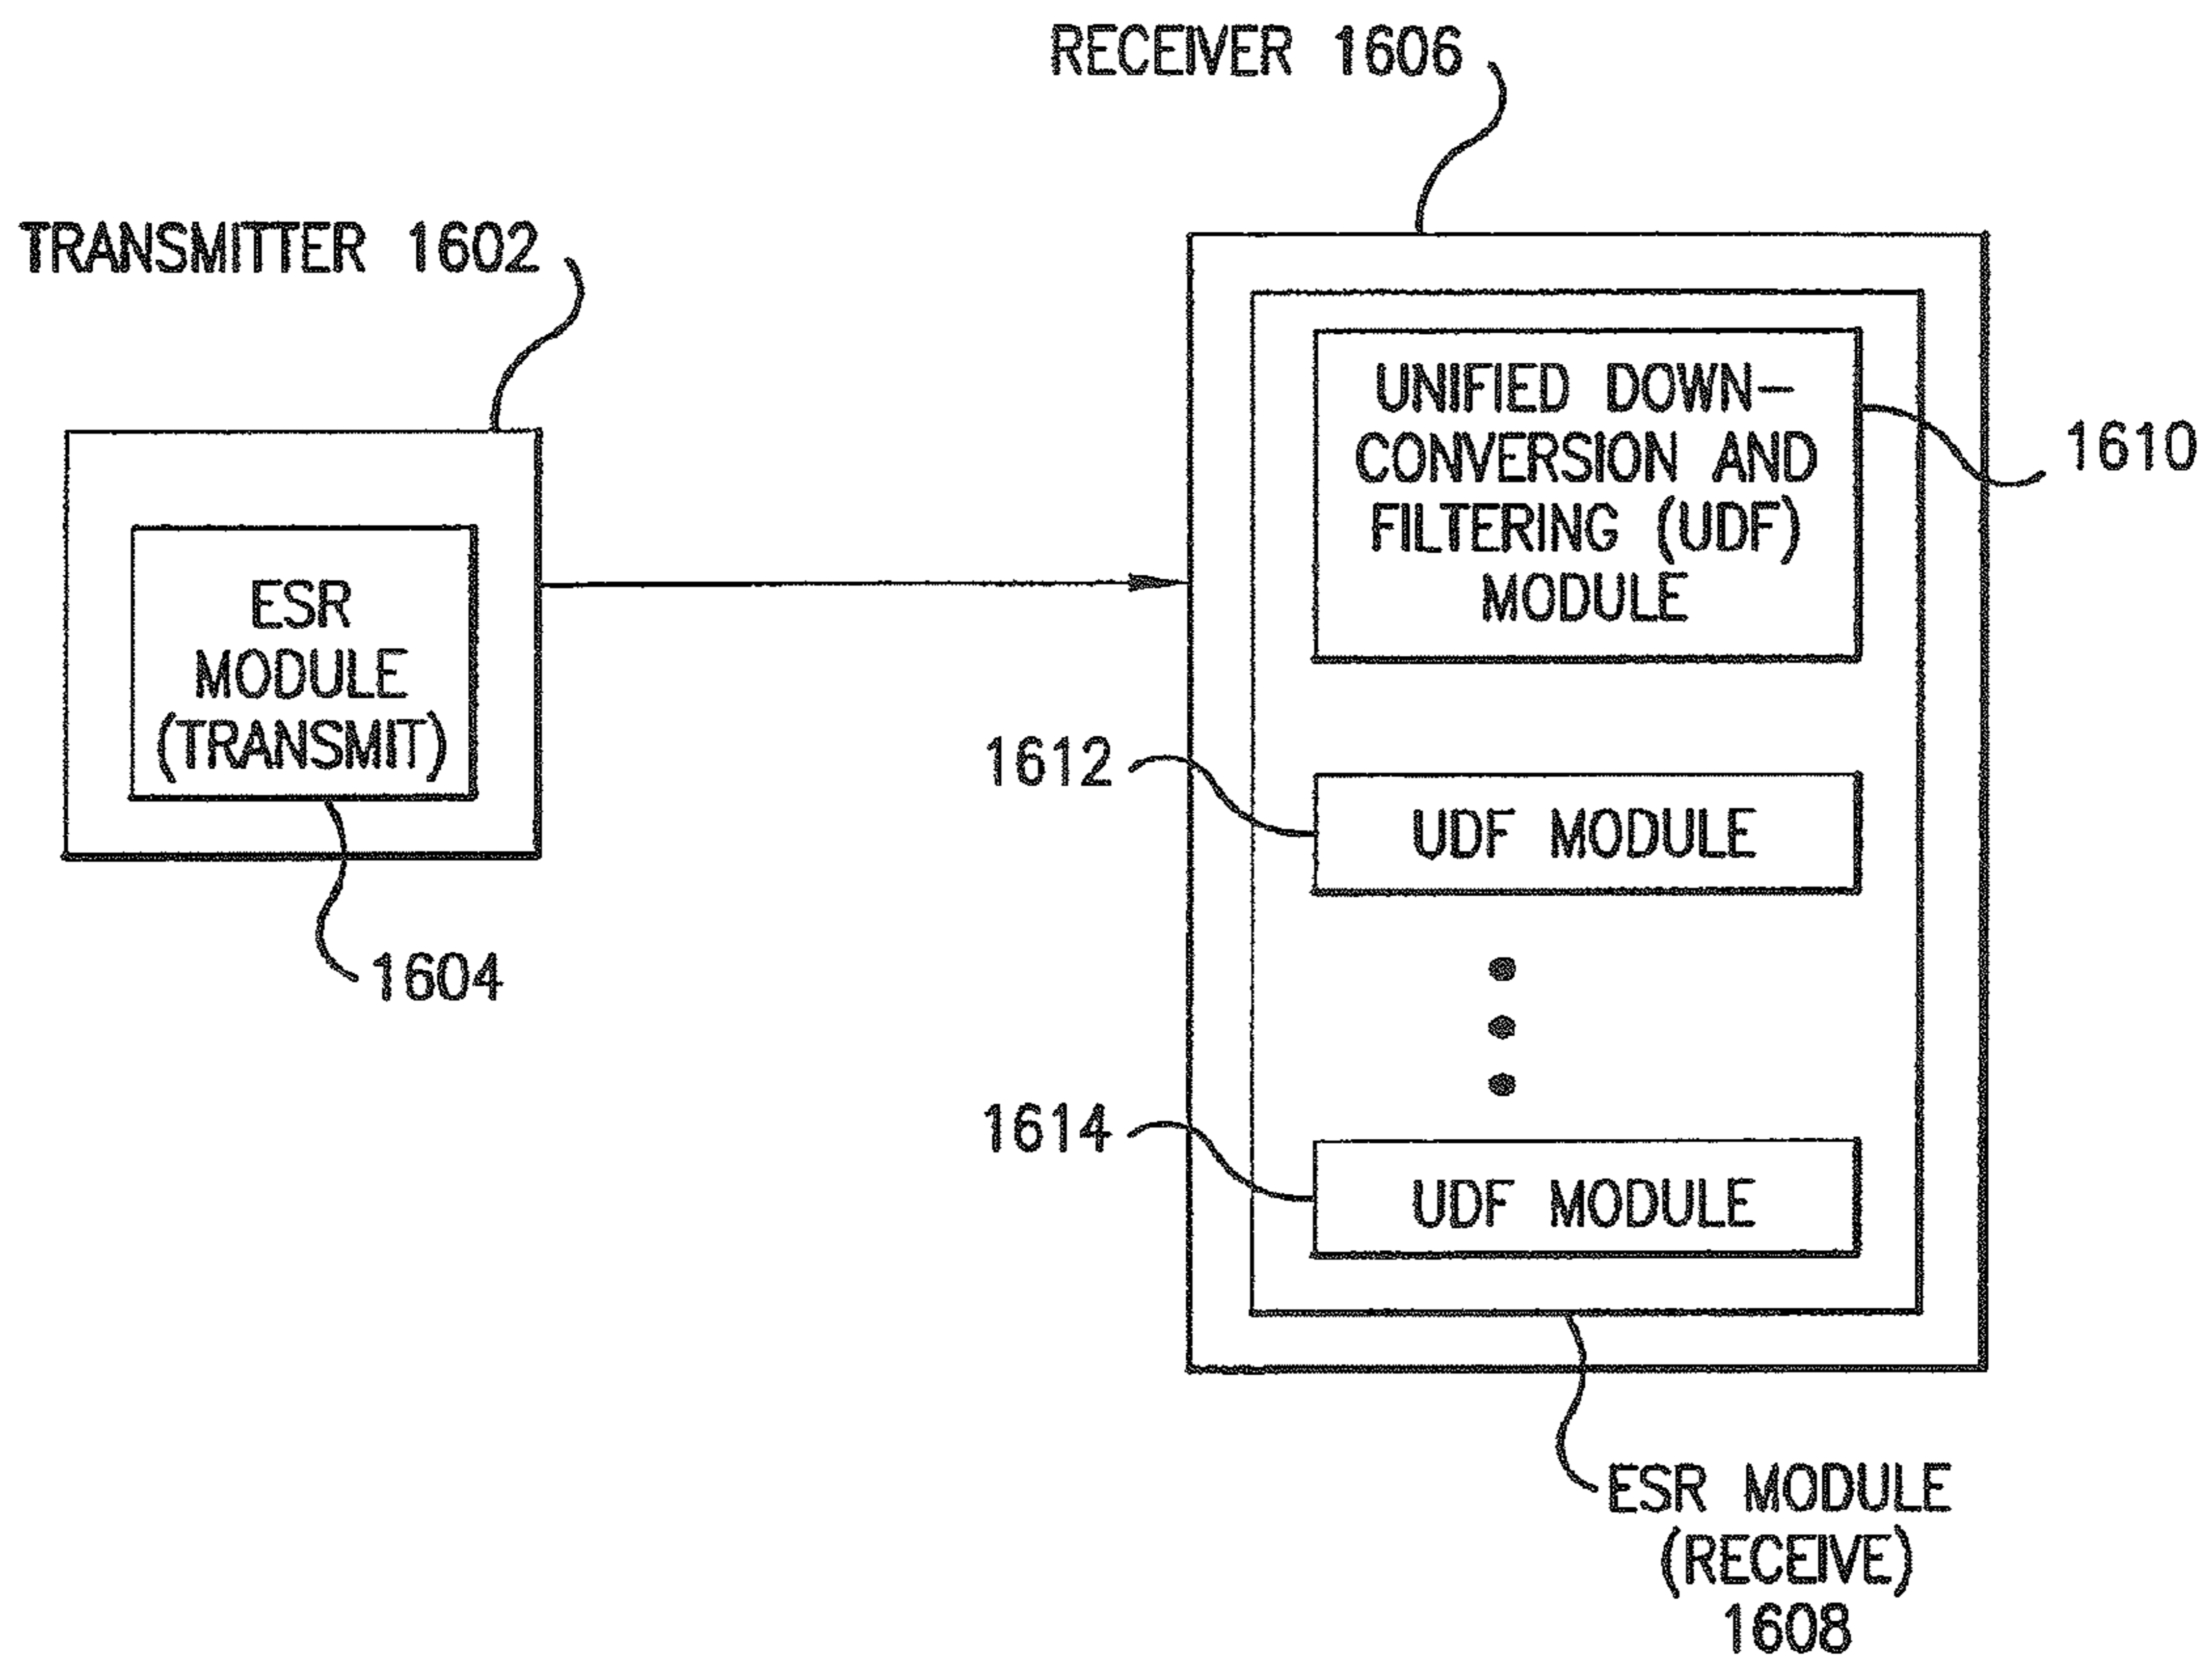 RECEIVER 1606
TRANSMITTER 1602
UNIFIED DOWN-
CONVERSION AND
FILTERING (UDF)
MODULE
1610
ESR
MODULE
(TRANSMIT)
1604
1612
UDF MODULE
1614
UDF MODULE
ESR MODULE
(RECEIVE)
1608